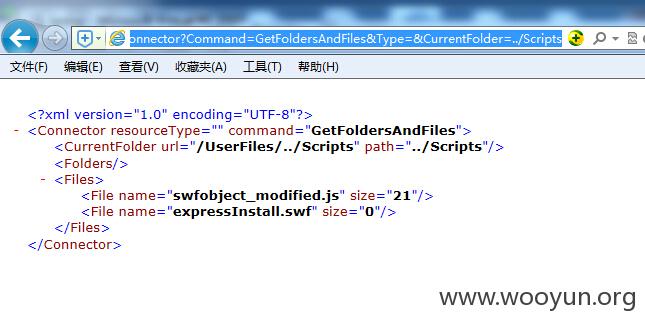 onnector?Command=GetFoldersAndFiles&Type=&CurrentFolder=../Scripts
文件(F) 编辑(E) 查看(V) 收藏夹(A) 工具(T) 帮助(H)
<?xml version="1.0" encoding="UTF-8"?>
- <Connector resourceType="" command="GetFoldersAndFiles">
<CurrentFolder url="/UserFiles/../Scripts" path="../Scripts"/>
<Folders/>
- <Files>
<File name="swfobject_modified.js" size="21"/>
<File name="expressInstall.swf" size="0"/>
</Files>
</Connector>
www.wooyun.org